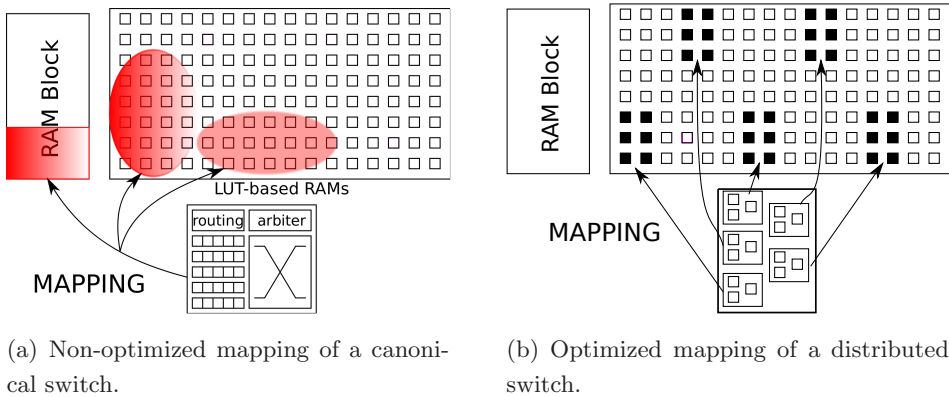 RAM Block
LUT-based RAMs
routing
arbiter
MAPPING
(a) Non-optimized mapping of a canoni-
cal switch.
RAM Block
MAPPING
(b) Optimized mapping of a distributed
switch.